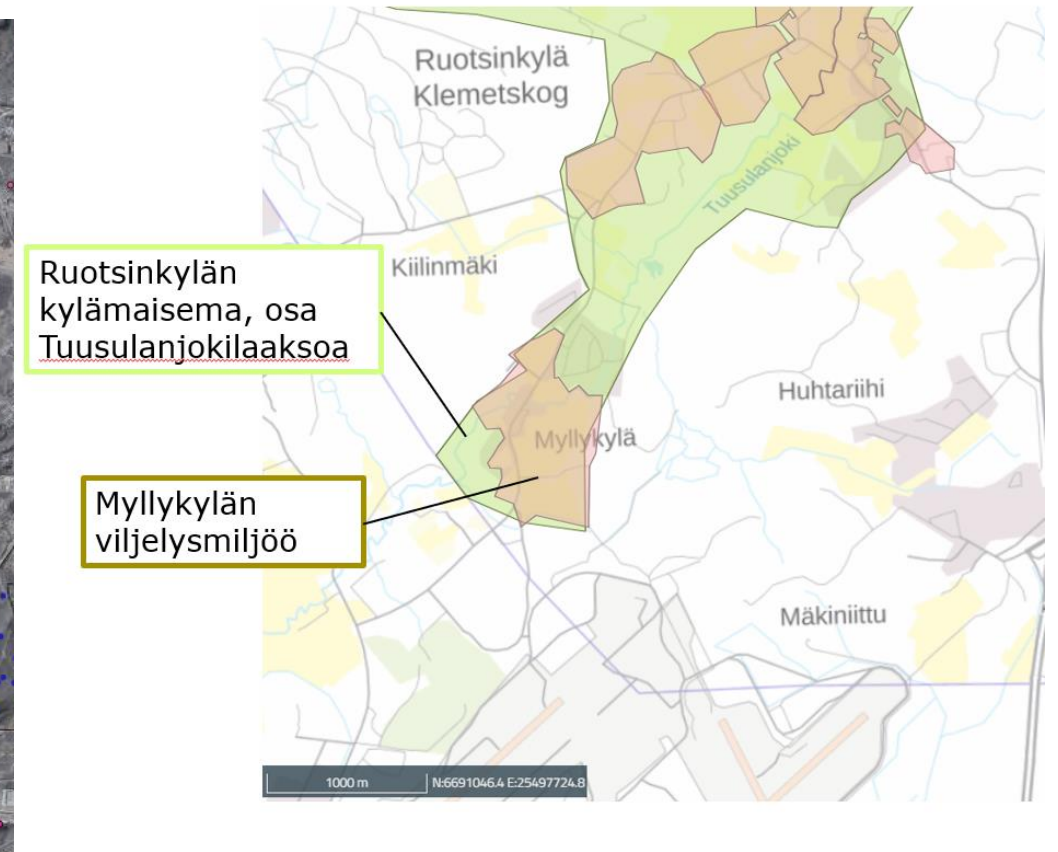 Ruotsinkylä
Klemetskog
Tuusulanjoki
Ruotsinkylän
kylämaisema, osa
Tuusulanjokilaaksoa
Kiilinmäki
Huhtariihi
Myllykylä
Myllykylän
viljelysmiljöö
Mäkiniittu
1000 m
N:6691046.4 E:25497724.8